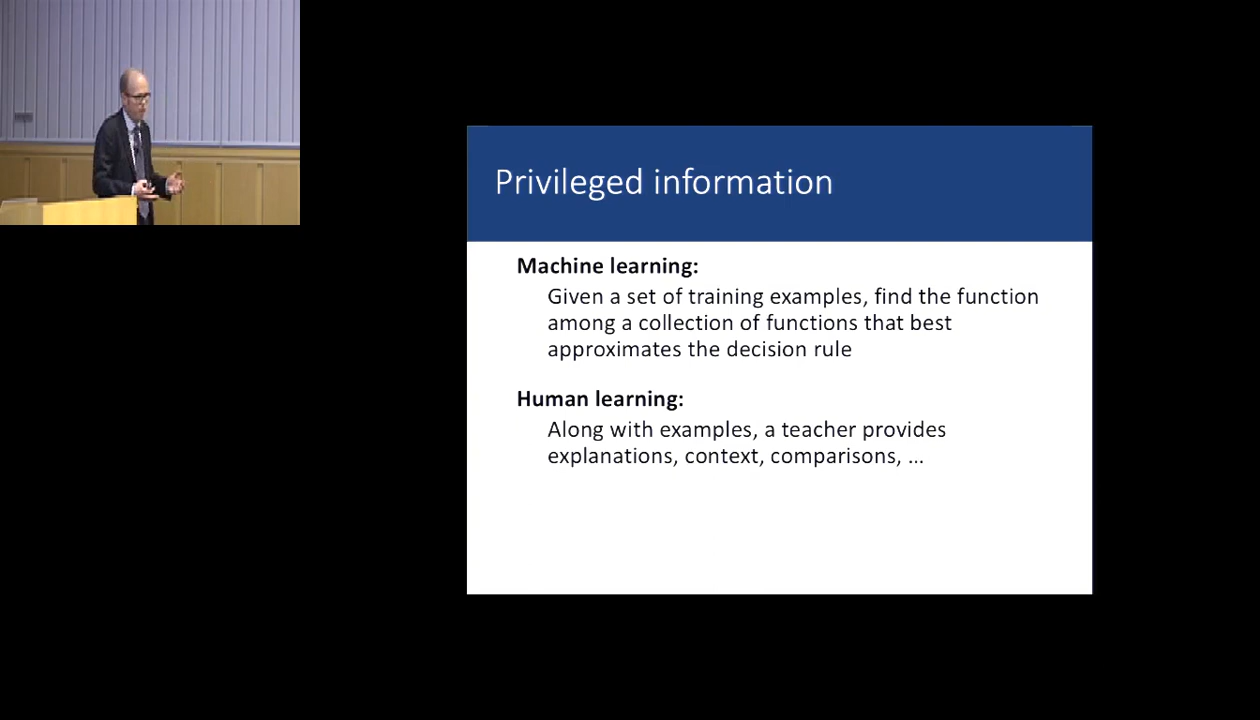 Privileged information
Machine learning:
Given a set of training examples, find the function
among a collection of functions that best
approximates the decision rule
Human learning:
Along with examples, a teacher provides
explanations, context, comparisons, ...